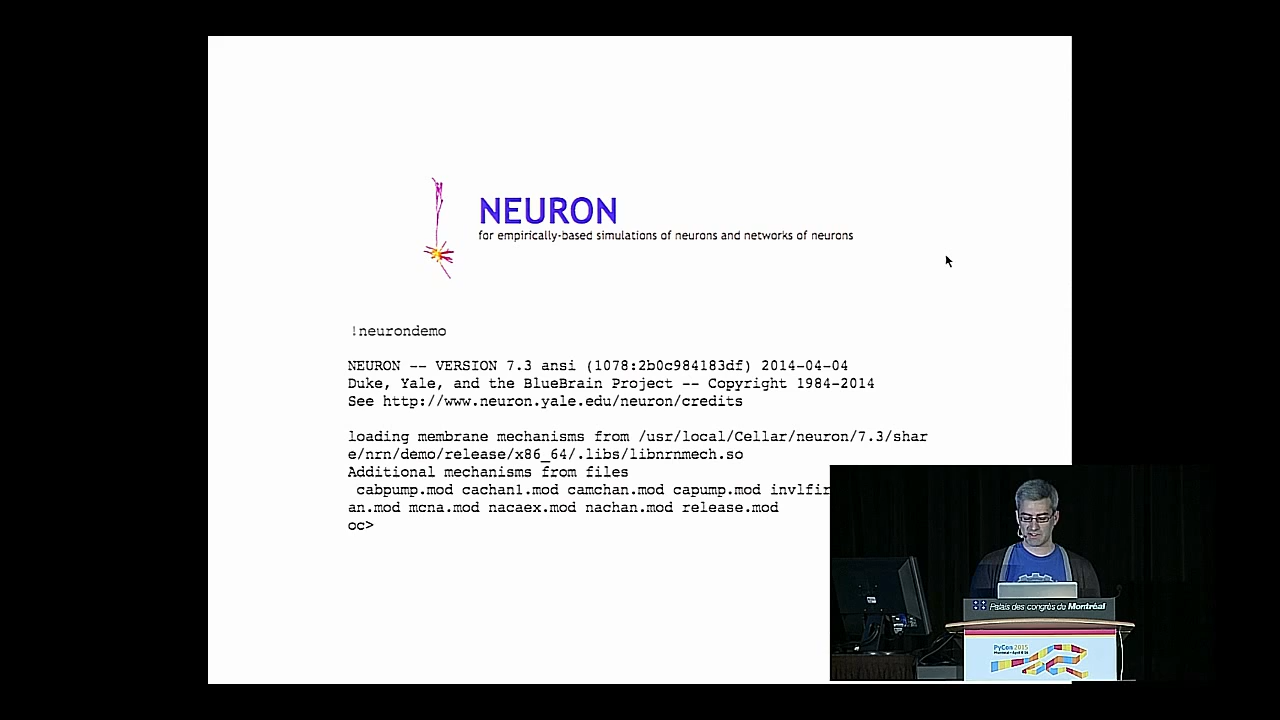 NEURON
for empirically-based simulations of neurons and networks of neurons
!neurondemo
NEURON -- VERSION 7.3 ansi (1078:2b0c984183df) 2014-04-04
Duke, Yale, and the BlueBrain Project -- Copyright 1984-2014
See http://www.neuron.yale.edu/neuron/credits
loading membrane mechanisms from /usr/local/Cellar/neuron/7.3/shar
e/nrn/demo/release/x86_64/.libs/libnrnmech.so
Additional mechanisms from files
cabpump.mod cachan1.mod camchan.mod capump.mod invlfir
an.mod mcna.mod nacaex.mod nachan.mod release.mod
oc>
Palais des congrès de Montréal
PyCon 2015